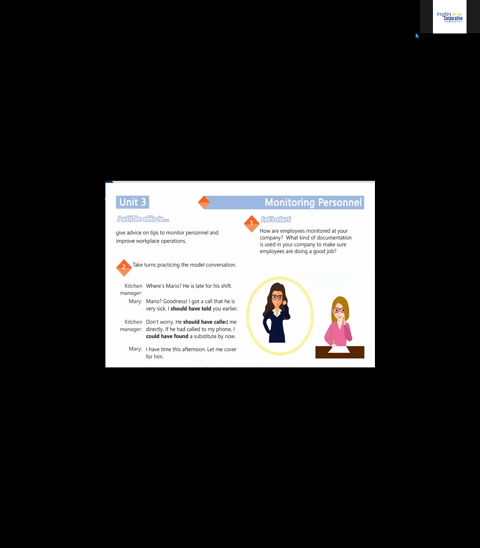 Inglés
Corporativo
Unit 3
Monitoring Personnel
I will be able to...
give advice on tips to monitor personnel and
improve workplace operations.
1
Let's start
How are employees monitored at your
company? What kind of documentation
is used in your company to make sure
employees are doing a good job?
2
Take turns practicing the model conversation.
Kitchen manager: Where's Mario? He is late for his shift.
Mary: Mario? Goodness! I got a call that he is
very sick. I should have told you earlier.
Kitchen manager: Don't worry. He should have called me
directly. If he had called to my phone, I
could have found a substitute by now.
Mary: I have time this afternoon. Let me cover
for him.